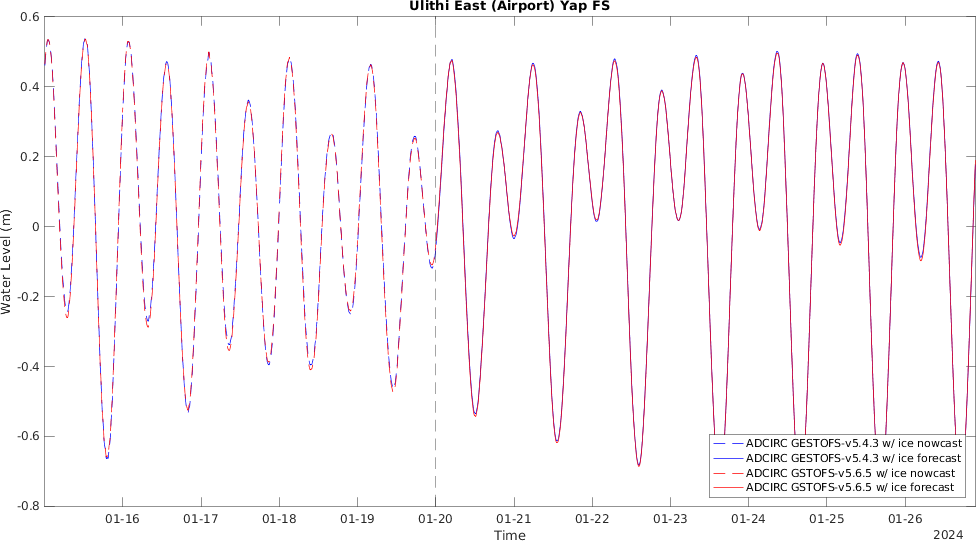 Ulithi East (Airport) Yap FS
0.6
0.4
0.2
0
-0.2
-0.4
-0.6
-0.8
Water Level (m)
ADCIRC GESTOFS-v5.4.3 w/ ice nowcast
ADCIRC GESTOFS-v5.4.3 w/ ice forecast
ADCIRC GSTOFS-v5.6.5 w/ ice nowcast
ADCIRC GSTOFS-v5.6.5 w/ ice forecast
01-16 01-17 01-18 01-19 01-20 01-21 01-22 01-23 01-24 01-25 01-26
Time
2024